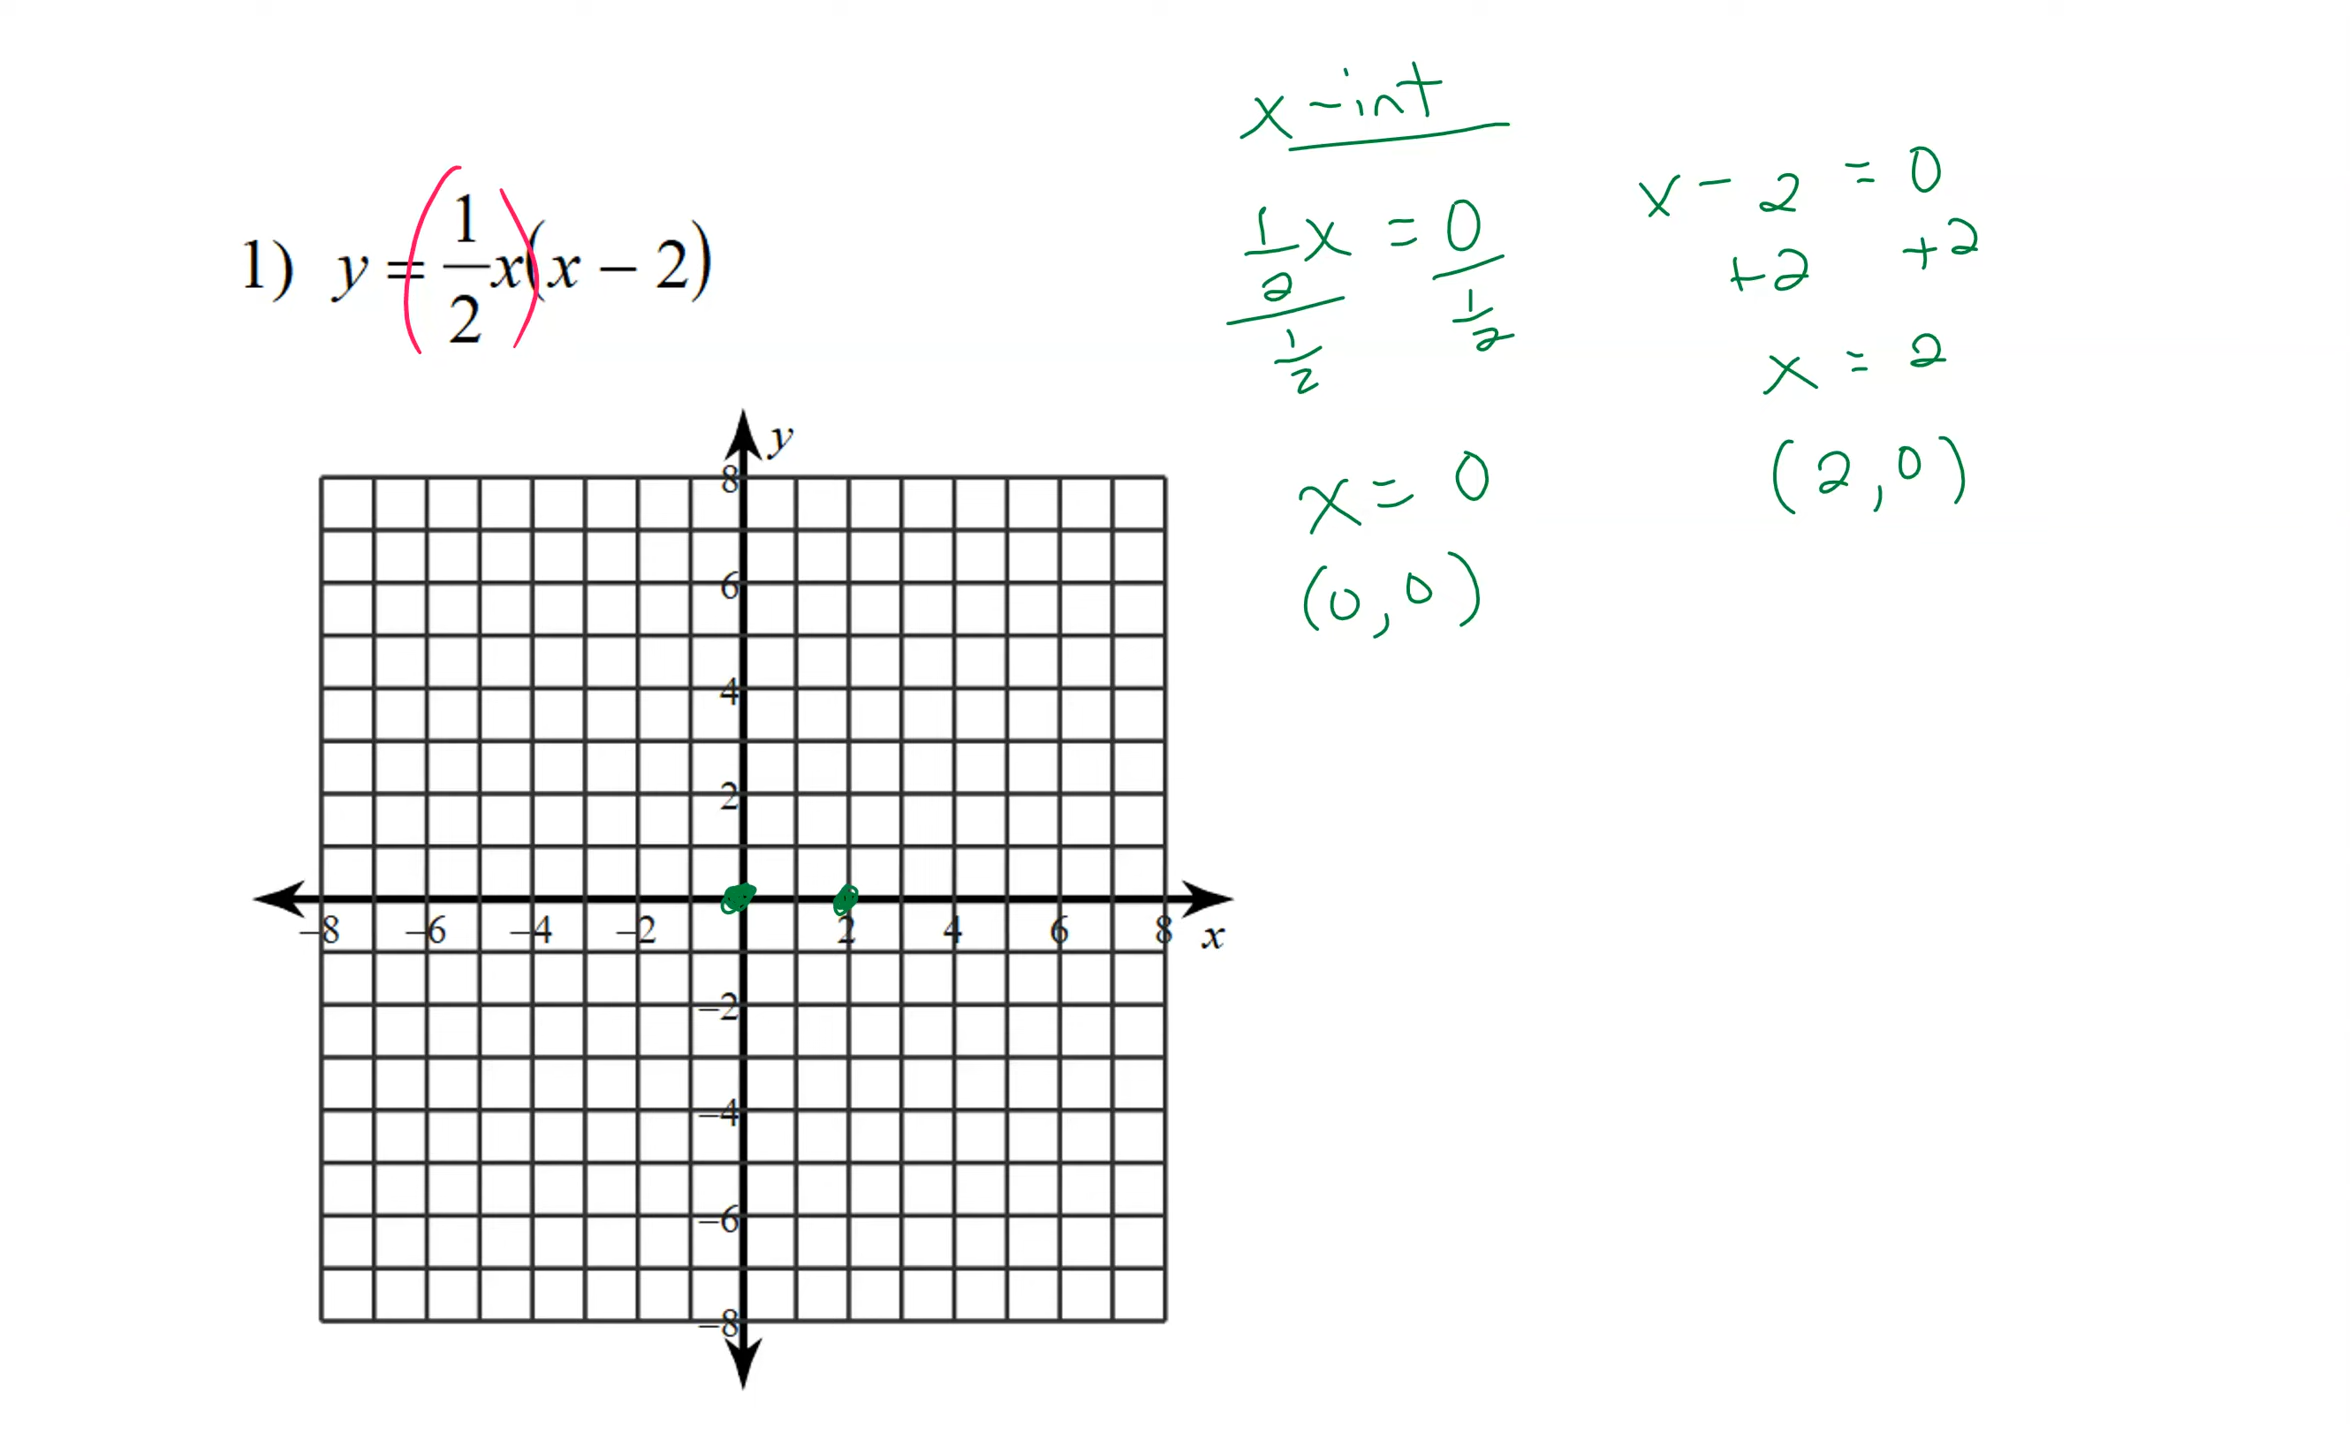 1) y = 1/2 x(x − 2)
x-int
1/2 x = 0
1/2 1/2
x = 0
(0,0)
x - 2 = 0
+2 +2
x = 2
(2,0)
y
8
6
4
2
−8 −6 −4 −2 2 4 6 8 x
−2
−4
−6
−8